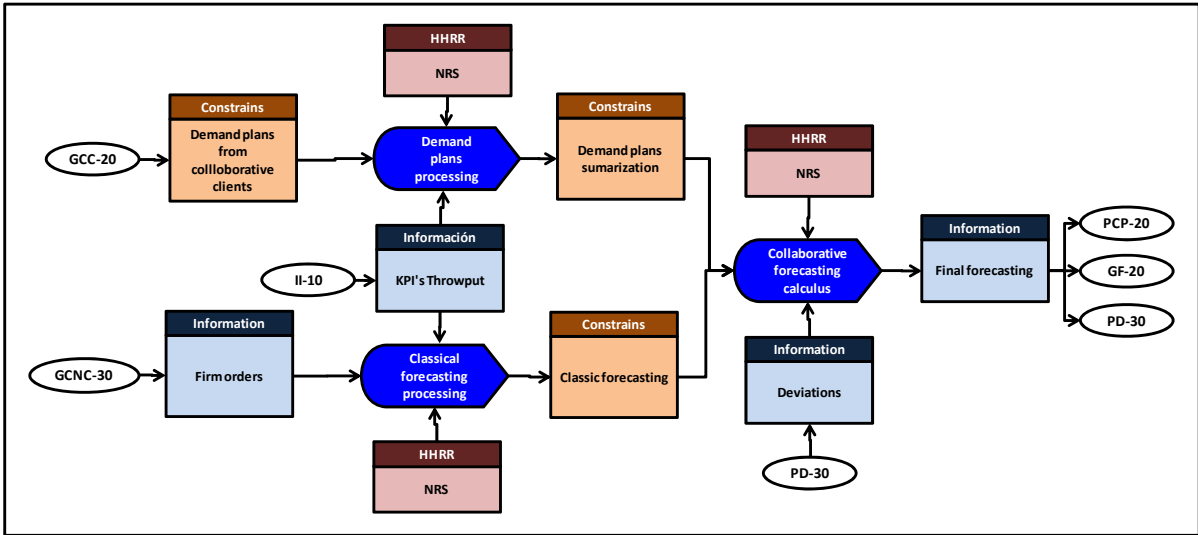 HHRR
NRS
Constrains
Demand plans
from
collloborative
clients
GCC-20
Demand
plans
processing
Constrains
Demand plans
sumarization
HHRR
NRS
Información
KPI's Throwput
II-10
Information
Firm orders
GCNC-30
Classical
forecasting
processing
Constrains
Classic forecasting
HHRR
NRS
Collaborative
forecasting
calculus
Information
Deviations
PD-30
Information
Final forecasting
PCP-20
GF-20
PD-30